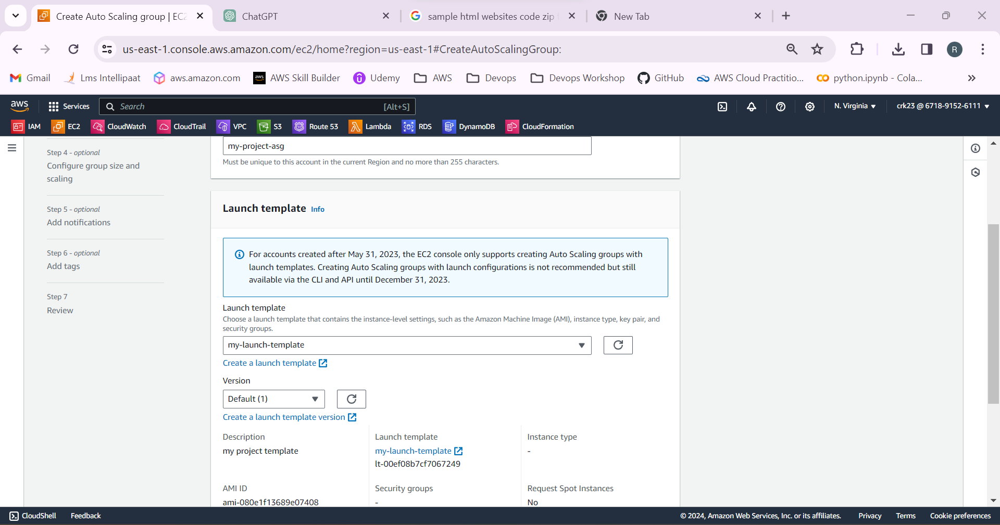 Create Auto Scaling group | EC2
ChatGPT
sample html websites code zip f
New Tab
us-east-1.console.aws.amazon.com/ec2/home?region=us-east-1#CreateAutoScalingGroup:
R
Gmail
Lms Intellipaat
aws.amazon.com
aws
AWS Skill Builder
Udemy
AWS
Devops
Devops Workshop
GitHub
AWS Cloud Practitio...
python.ipynb - Cola...
aws
Services
Search
[Alt+S]
N. Virginia
crk23 @ 6718-9152-6111
IAM
EC2
CloudWatch
CloudTrail
VPC
S3
Route 53
Lambda
RDS
DynamoDB
CloudFormation
Step 4 - optional
Configure group size and
scaling
Step 5 - optional
Add notifications
Step 6 - optional
Add tags
Step 7
Review
my-project-asg
Must be unique to this account in the current Region and no more than 255 characters.
Launch template Info
For accounts created after May 31, 2023, the EC2 console only supports creating Auto Scaling groups with
launch templates. Creating Auto Scaling groups with launch configurations is not recommended but still
available via the CLI and API until December 31, 2023.
Launch template
Choose a launch template that contains the instance-level settings, such as the Amazon Machine Image (AMI), instance type, key pair, and
security groups.
my-launch-template
Create a launch template
Version
Default (1)
Create a launch template version
Description
my project template
Launch template
my-launch-template
lt-00ef08b7cf7067249
Instance type
-
AMI ID
ami-080e1f13689e07408
Security groups
-
Request Spot Instances
No
CloudShell
Feedback
© 2024, Amazon Web Services, Inc. or its affiliates.
Privacy
Terms
Cookie preferences